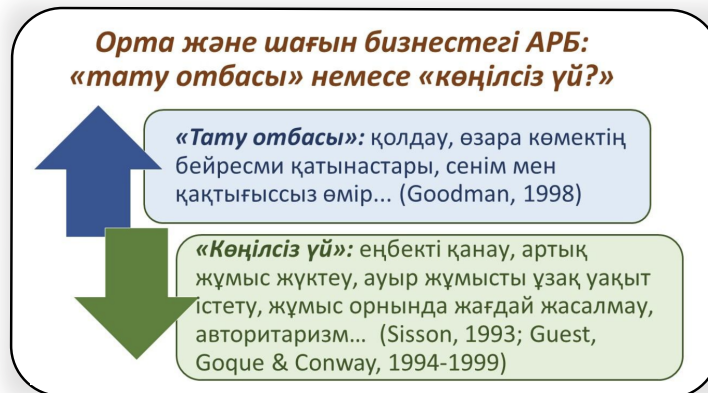 Орта және шағын бизнестегі АРБ:
«тату отбасы» немесе «көңілсіз үй?»
«Тату отбасы»: қолдау, өзара көмектің
бейресми қатынастары, сенім мен
қақтығыссыз өмір... (Goodman, 1998)
«Көңілсіз үй»: еңбекті қанау, артық
жұмыс жүктеу, ауыр жұмысты ұзақ уақыт
істету, жұмыс орнында жағдай жасалмау,
авторитаризм... (Sisson, 1993; Guest,
Goque & Conway, 1994-1999)